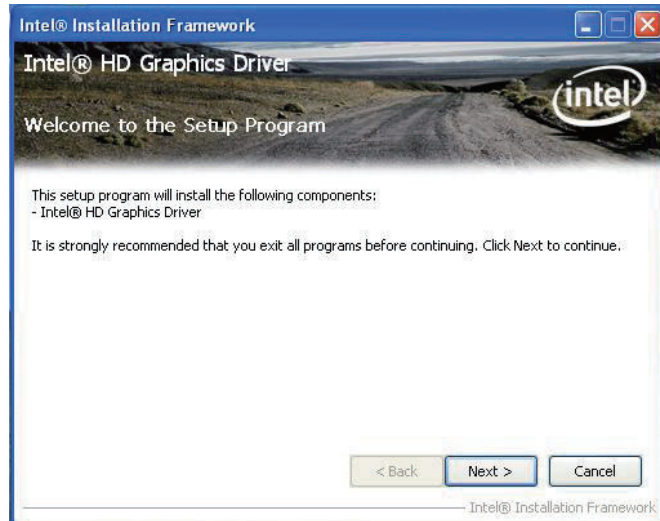 Intel® Installation Framework
Intel® HD Graphics Driver
intel
Welcome to the Setup Program
This setup program will install the following components:
- Intel® HD Graphics Driver
It is strongly recommended that you exit all programs before continuing. Click Next to continue.
< Back Next > Cancel
Intel® Installation Framework